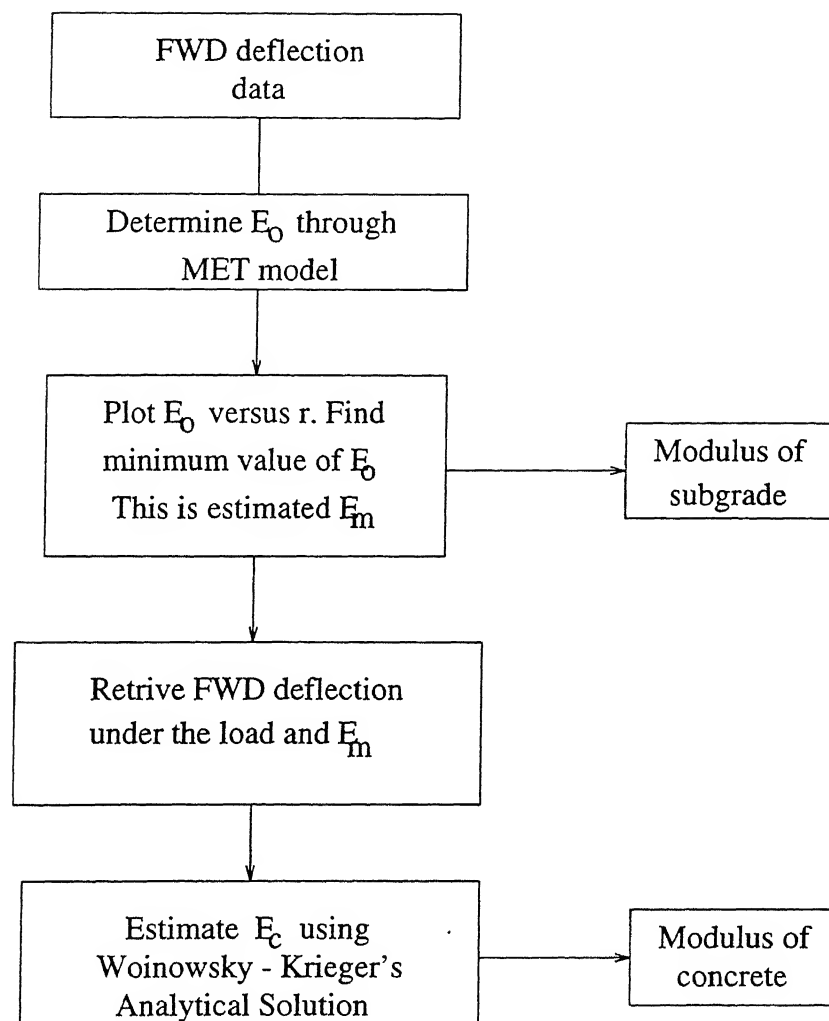 FWD deflection
data
Determine E₀ through
MET model
Plot E₀ versus r. Find
minimum value of E₀
This is estimated Eₘ
Modulus of
subgrade
Retrive FWD deflection
under the load and Eₘ
Estimate E꜀ using
Woinowsky - Krieger's
Analytical Solution
Modulus of
concrete